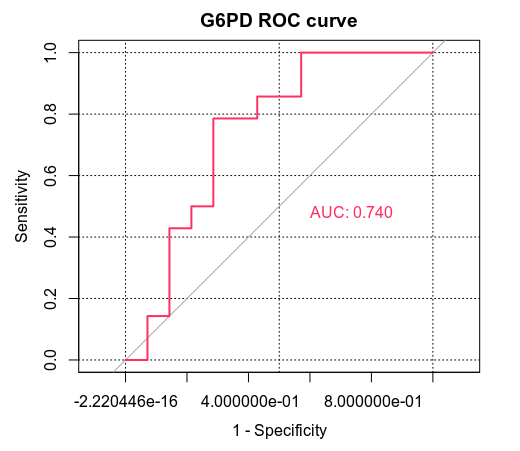 G6PD ROC curve
1.0
0.8
0.6
0.4
0.2
0.0
Sensitivity
AUC: 0.740
-2.220446e-16
4.000000e-01
8.000000e-01
1 - Specificity